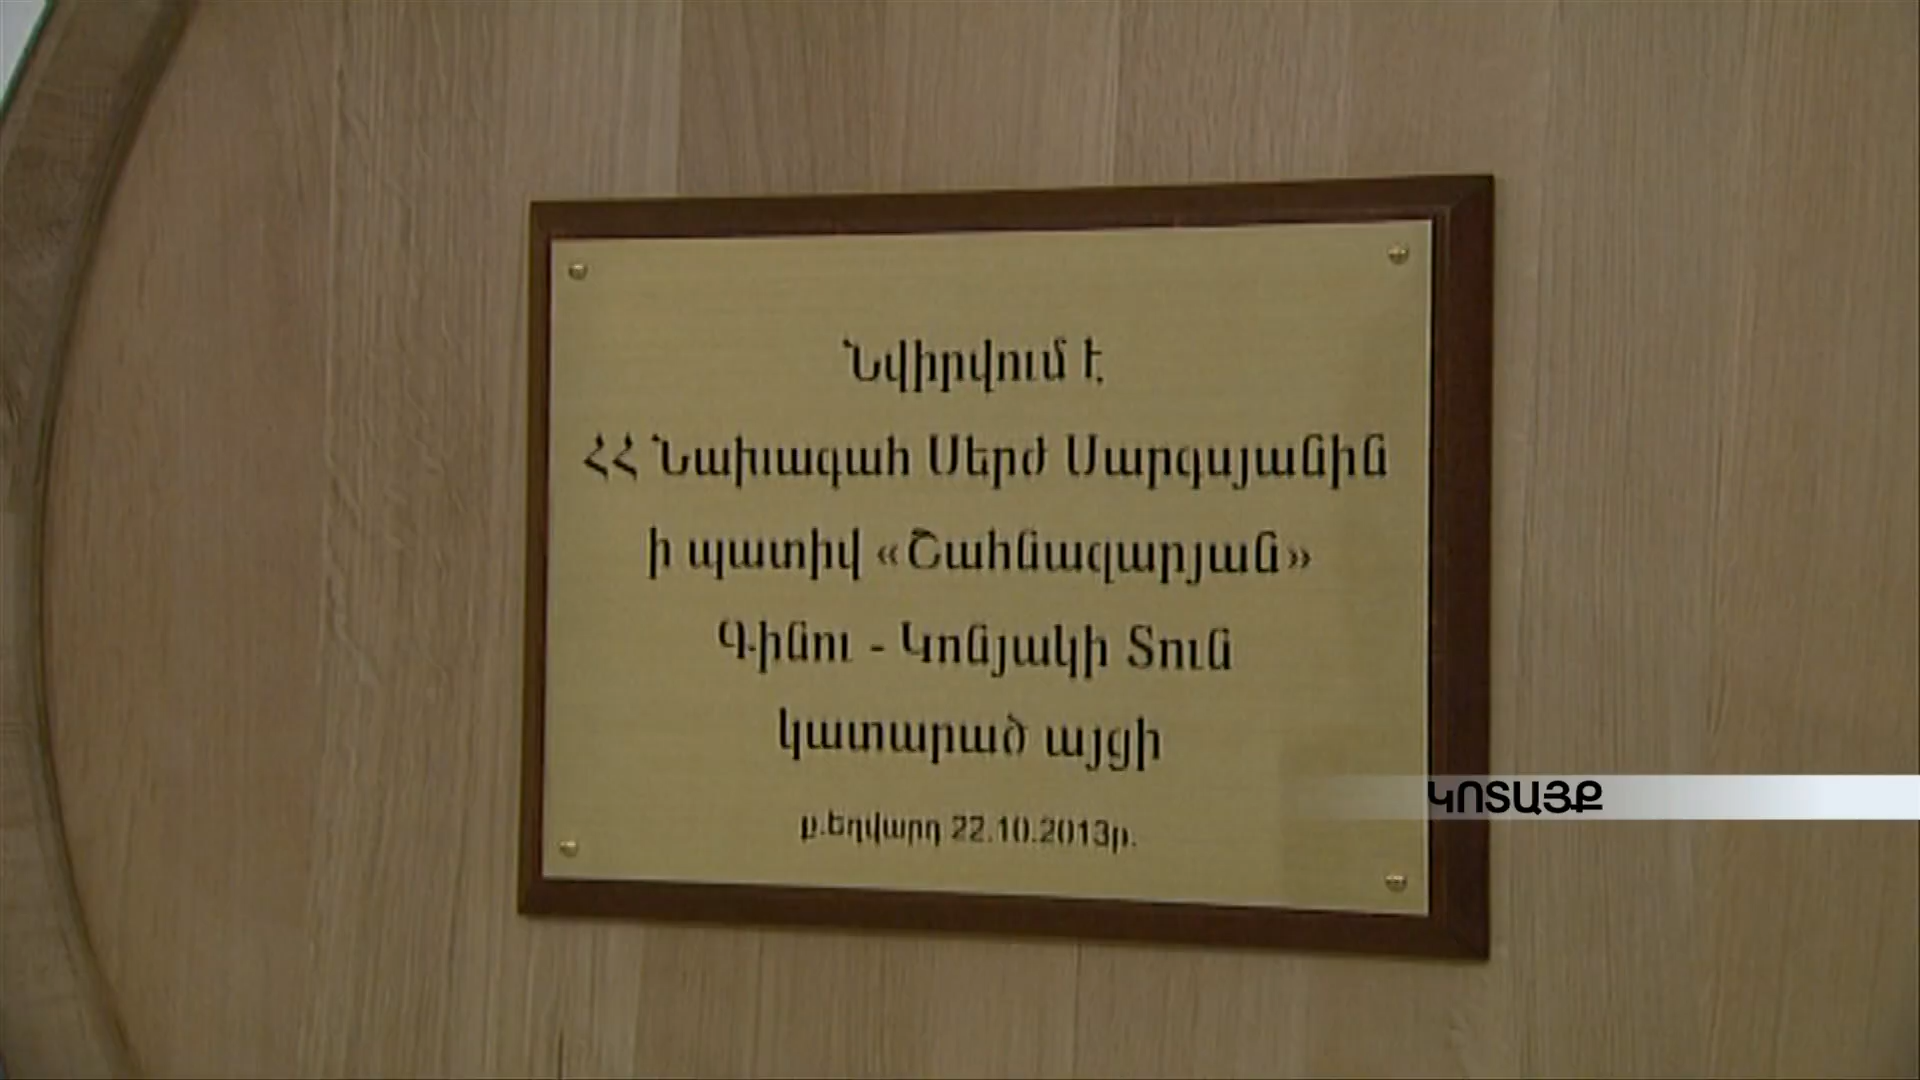 Նվիրվում է
ՀՀ Նախագահ Սերժ Սարգսյանին
ի պատիվ «Շահնազարյան»
Գինու - Կոնյակի Տուն
կատարած այցի
ք.Եղվարդ 22.10.2013թ.
ԿՈՏԱՅՔ